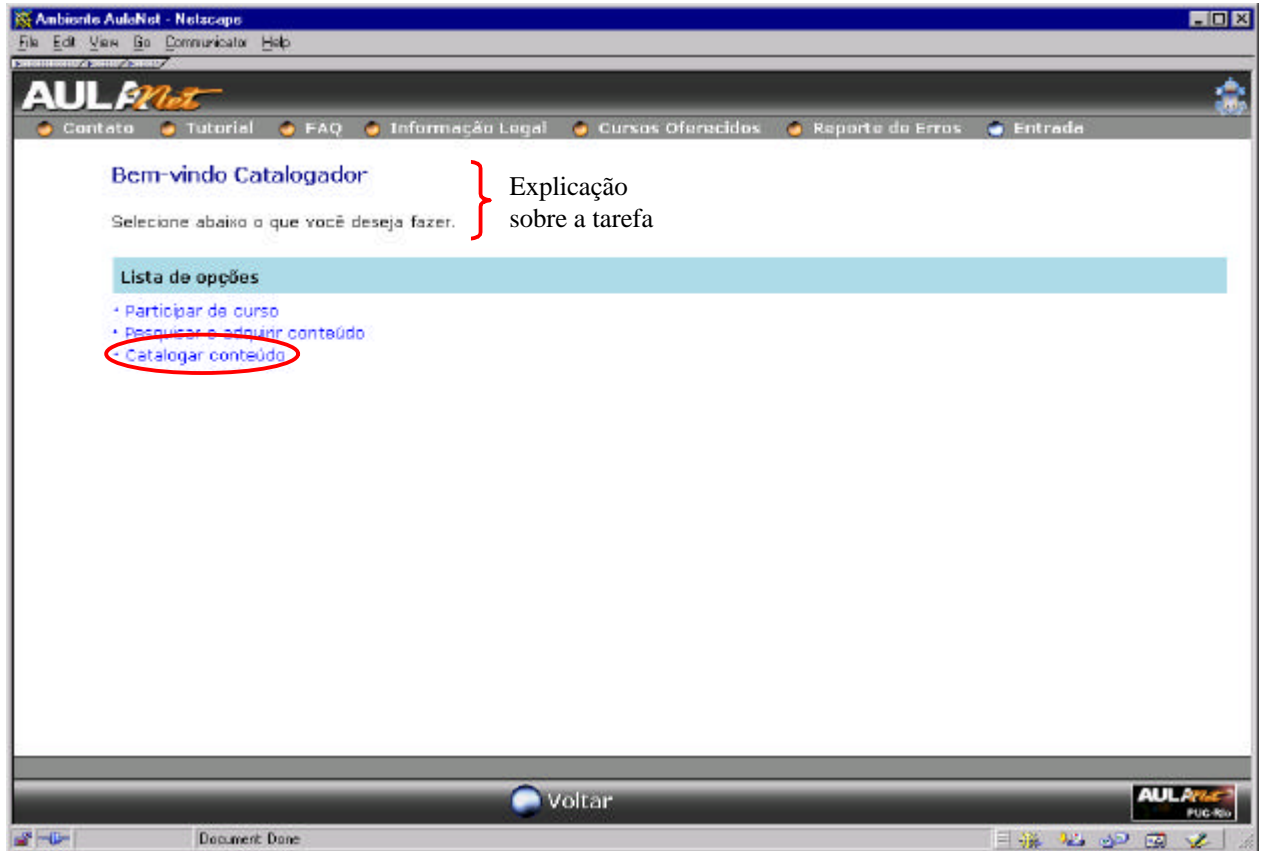 Ambiente AulaNet - Netscape
File Edit View Go Communicator Help
AULANet
Contato Tutorial FAQ Informação Legal Cursos Oferecidos Reporte de Erros Entrada
Bem-vindo Catalogador
Selecione abaixo o que você deseja fazer.
Explicação
sobre a tarefa
Lista de opções
Participar de curso
Pesquisar e adquirir conteúdo
Catalogar conteúdo
Voltar
AULANet
PUC-Rio
Document: Done